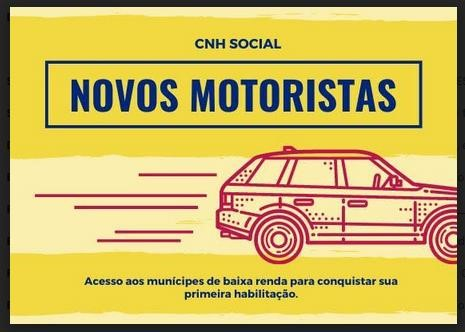 CNH SOCIAL
NOVOS MOTORISTAS
Acesso aos munícipes de baixa renda para conquistar sua
primeira habilitação.